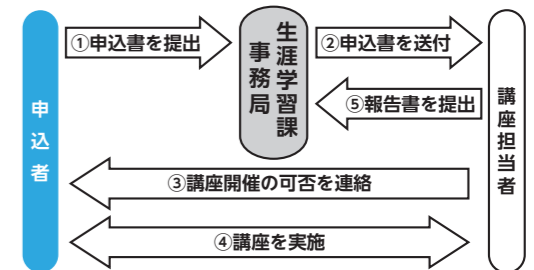 ①申込書を提出
生涯学習課
事務局
②申込書を送付
⑤報告書を提出
申込者
講座担当者
③講座開催の可否を連絡
④講座を実施